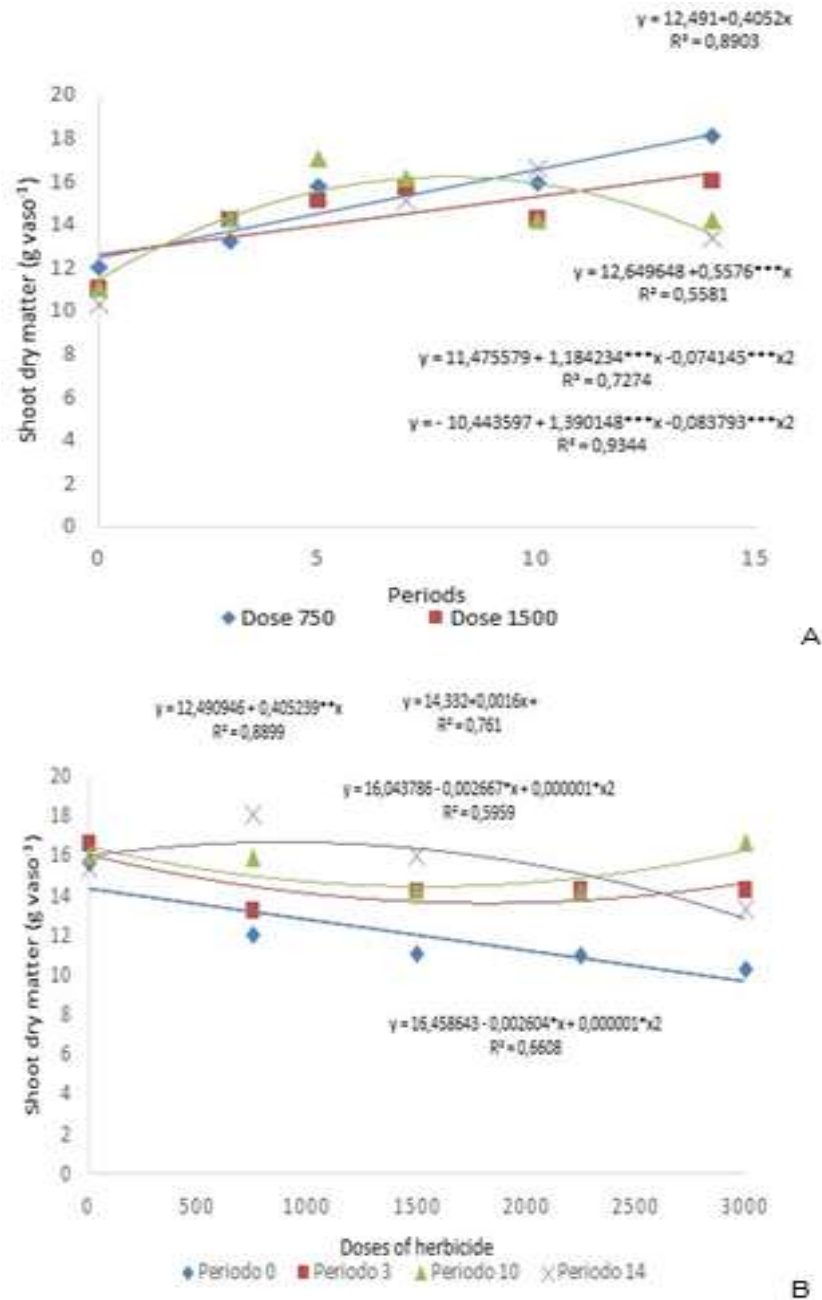 y = 12,491+0,4052x
R² = 0,8903
20
18
16
14
12
10
8
6
4
2
0
Shoot dry matter (g vaso⁻¹)
y = 12,649648 +0,5576***x
R² = 0,5581
y = 11,475579 + 1,184234***x -0,074145***x2
R² = 0,7274
y = - 10,443597 + 1,390148***x -0,083793***x2
R² = 0,9344
0 5 10 15
Periods
Dose 750 Dose 1500
A
y = 12,490946 + 0,405239**x
R² = 0,8899
y = 14,332+0,0016x+
R² = 0,761
20
18
16
14
12
10
8
6
4
2
0
Shoot dry matter (g vaso⁻¹)
y = 16,043786 - 0,002667*x + 0,000001*x2
R² = 0,5959
y = 16,458643 - 0,002604*x + 0,000001*x2
R² = 0,6608
0 500 1000 1500 2000 2500 3000
Doses of herbicide
Periodo 0 Periodo 3 Periodo 10 Periodo 14
B